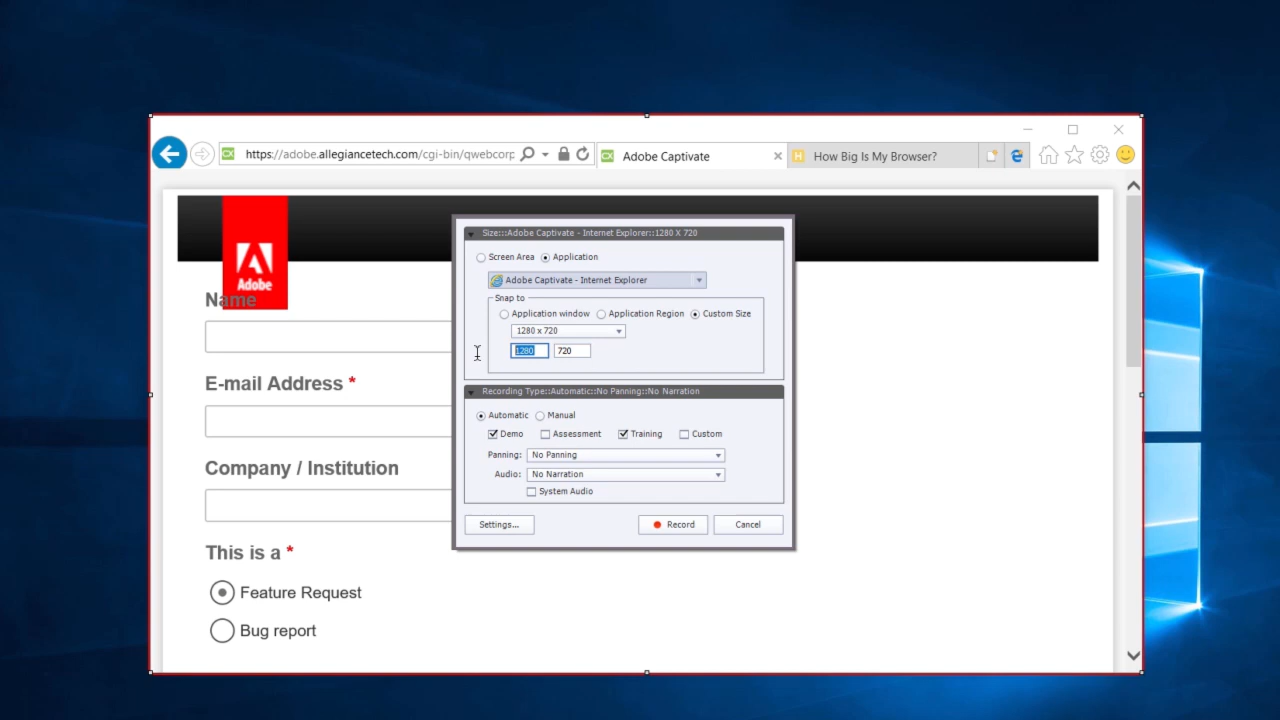 https://adobe.allegiancetech.com/cgi-bin/qwebcorp
Adobe Captivate
How Big Is My Browser?
Adobe
Name
E-mail Address *
Company / Institution
This is a *
Feature Request
Bug report
Size:::Adobe Captivate - Internet Explorer::1280 X 720
Screen Area Application
Adobe Captivate - Internet Explorer
Snap to
Application window Application Region Custom Size
1280 x 720
1280 720
Recording Type::Automatic::No Panning::No Narration
Automatic Manual
Demo Assessment Training Custom
Panning: No Panning
Audio: No Narration
System Audio
Settings... Record Cancel